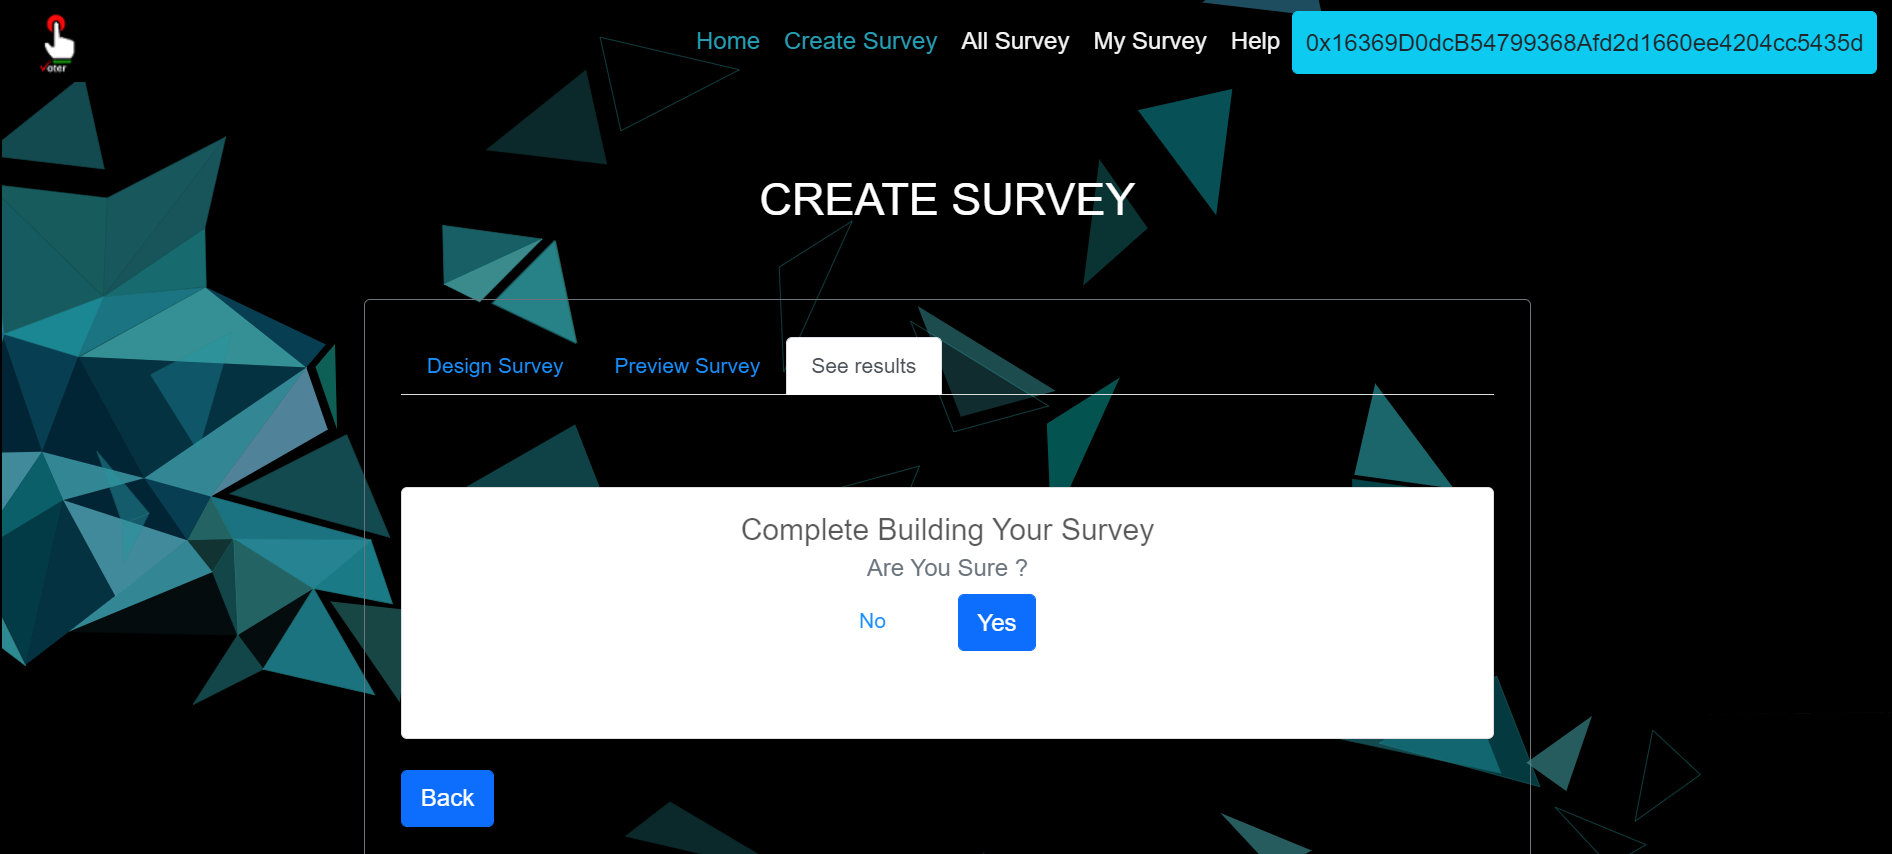 Voter
Home Create Survey All Survey My Survey Help 0x16369D0dcB54799368Afd2d1660ee4204cc5435d
CREATE SURVEY
Design Survey Preview Survey See results
Complete Building Your Survey
Are You Sure ?
No Yes
Back